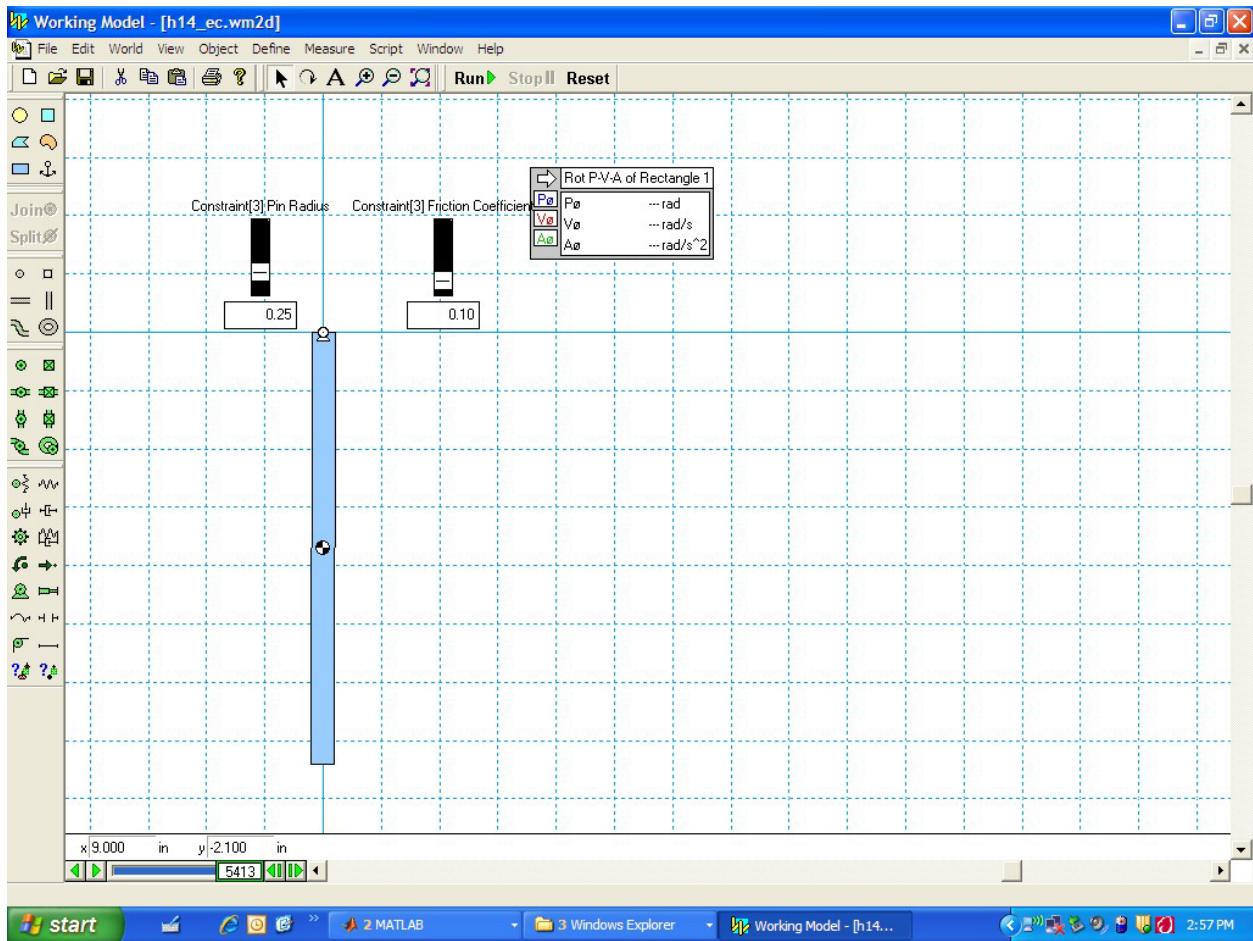 Working Model - [h14_ec.wm2d]
File Edit World View Object Define Measure Script Window Help
A Run Stop Reset
Join
Split
Constraint[3] Pin Radius
0.25
Constraint[3] Friction Coefficien
0.10
Rot P-V-A of Rectangle 1
Pø Pø --- rad
Vø Vø --- rad/s
Aø Aø --- rad/s^2
x 9.000 in y -2.100 in
5413
start
2 MATLAB
3 Windows Explorer
Working Model - [h14...
2:57 PM